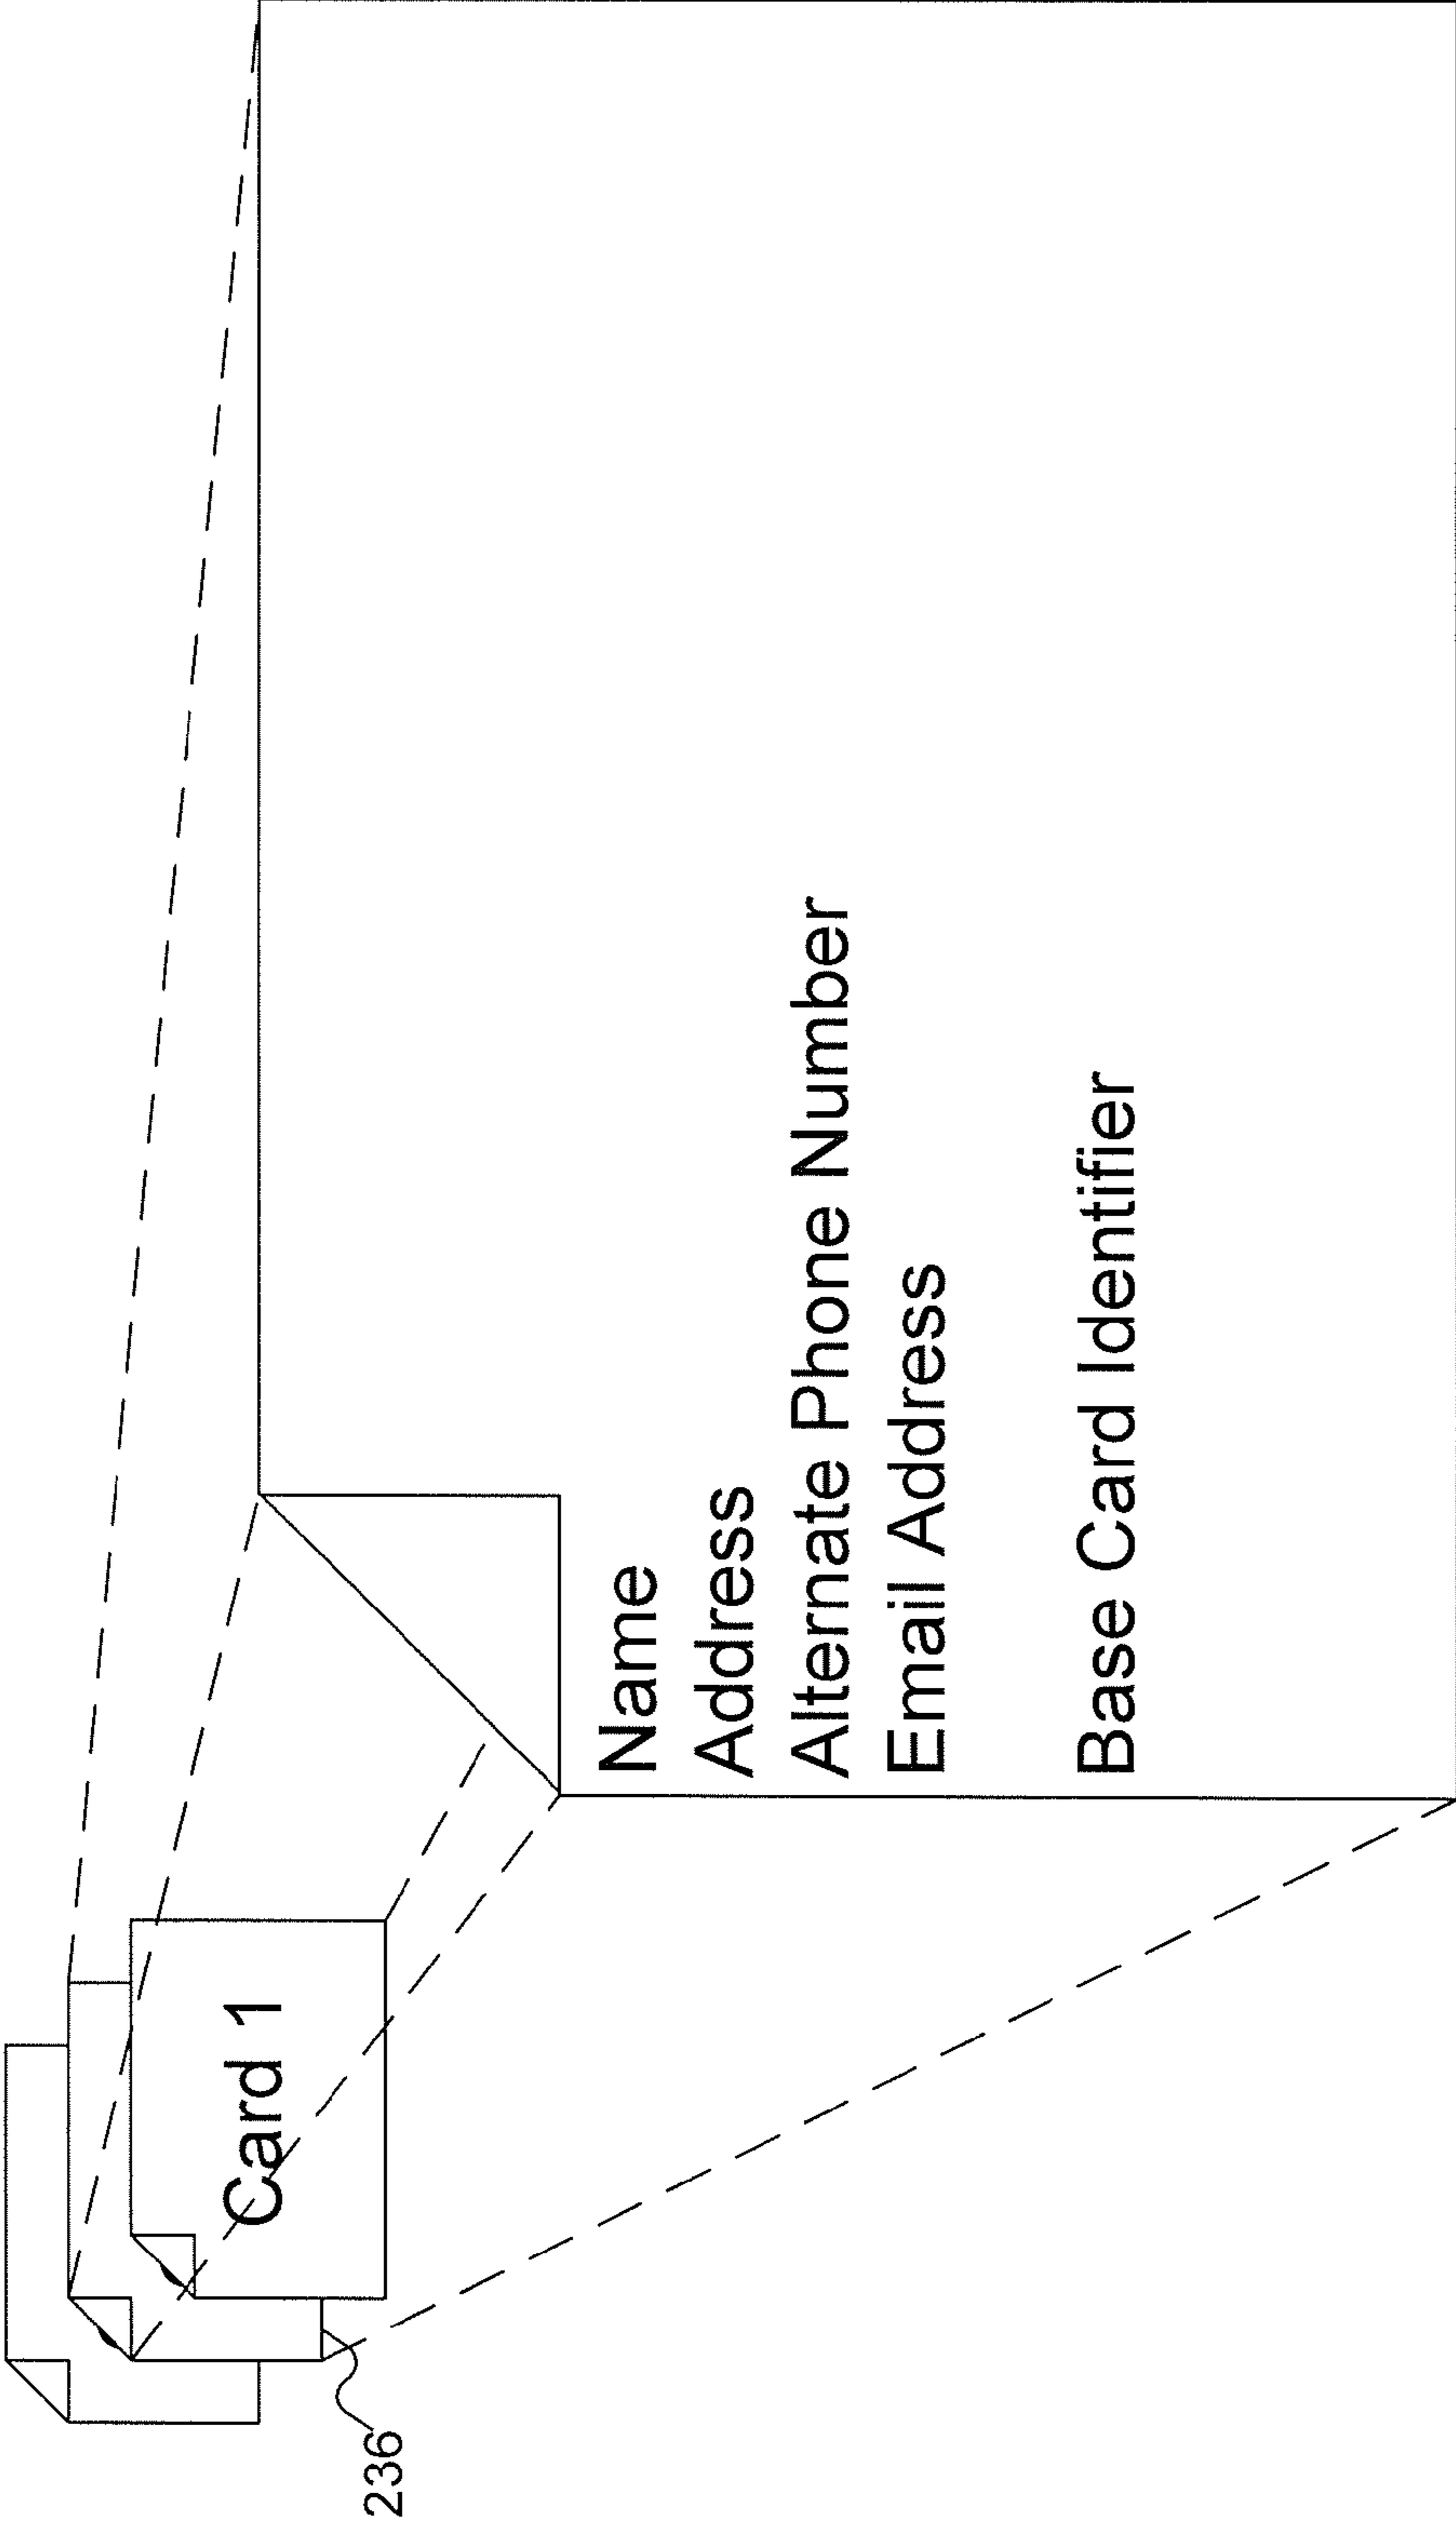 236
Card 1
Name
Address
Alternate Phone Number
Email Address
Base Card Identifier